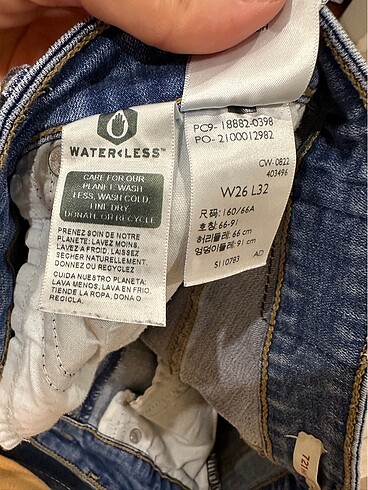 WATER<LESS™
CARE FOR OUR
PLANET: WASH
LESS, WASH COLD,
LINE DRY,
DONATE OR RECYCLE
PRENEZ SOIN DE NOTRE
PLANETE: LAVEZ MOINS,
LAVEZ A FROID, LAISSEZ
SECHER NATURELLEMENT,
DONNEZ OU RECYCLEZ
CUIDA NUESTRO PLANETA:
LAVA MENOS, LAVA EN FRIO,
TIENDE LA ROPA, DONA O
RECICLA.
PC9- 18882-0398
PO- 2100012982
CW-0822
403496
W26 L32
尺码: 160/66A
호칭: 66-91
허리둘레: 66 cm
엉덩이둘레: 91 cm
S110783 AD
721